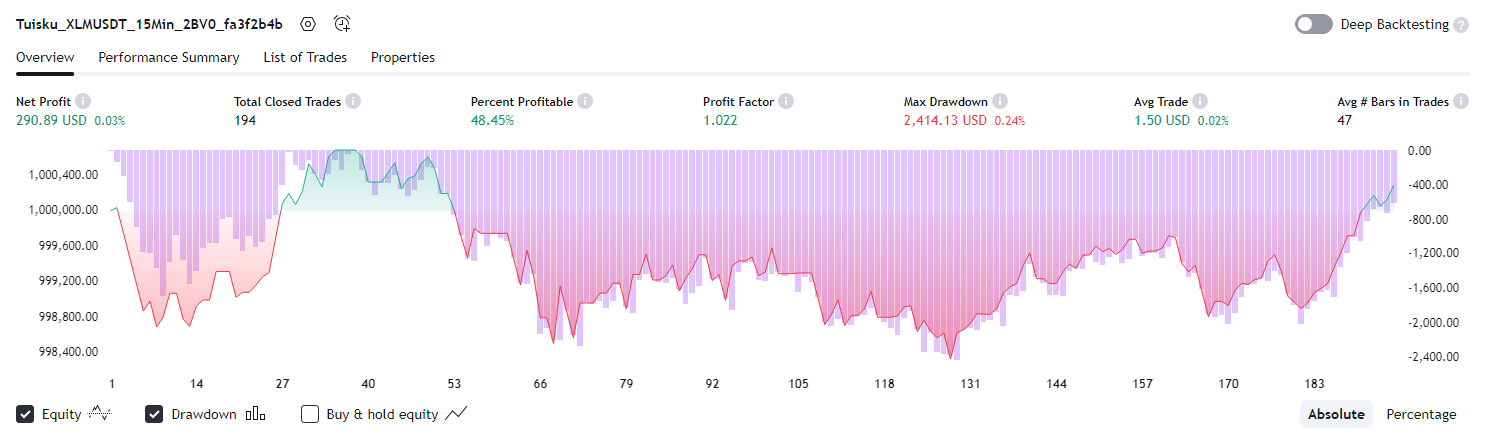 Tuisku_XLMUSDT_15Min_2BV0_fa3f2b4b Deep Backtesting ?
Overview Performance Summary List of Trades Properties
Net Profit i Total Closed Trades i Percent Profitable i Profit Factor i Max Drawdown i Avg Trade i Avg # Bars in Trades i
290.89 USD 0.03% 194 48.45% 1.022 2,414.13 USD 0.24% 1.50 USD 0.02% 47
0.00
1,000,400.00 -400.00
1,000,000.00 -800.00
999,600.00 -1,200.00
999,200.00 -1,600.00
998,800.00 -2,000.00
998,400.00 -2,400.00
1 14 27 40 53 66 79 92 105 118 131 144 157 170 183
Equity Drawdown Buy & hold equity Absolute Percentage